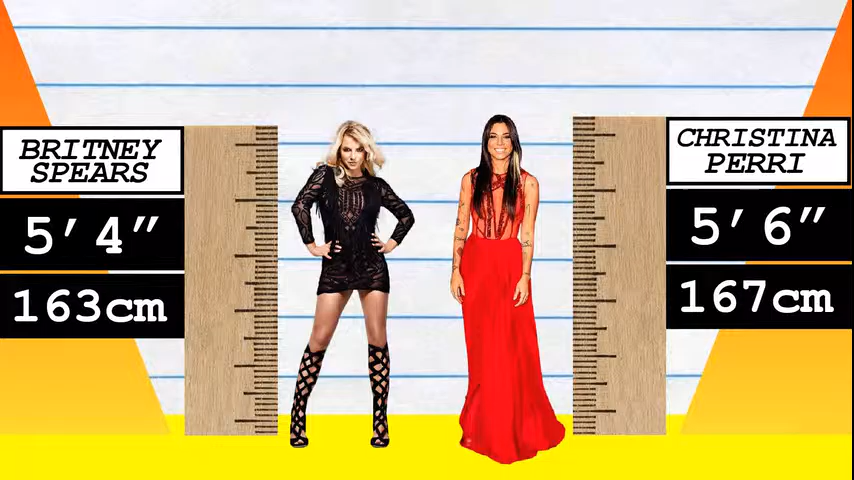 BRITNEY
SPEARS
5’4”
163cm
CHRISTINA
PERRI
5’6”
167cm